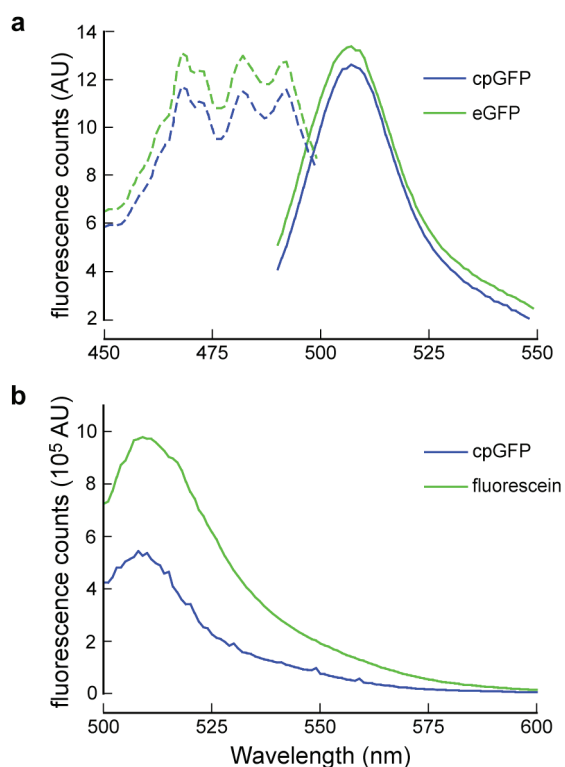 a
fluorescence counts (AU)
14
12
10
8
6
4
2
cpGFP
eGFP
450
475
500
525
550
b
fluorescence counts (10⁵ AU)
10
8
6
4
2
0
cpGFP
fluorescein
500
525
550
575
600
Wavelength (nm)